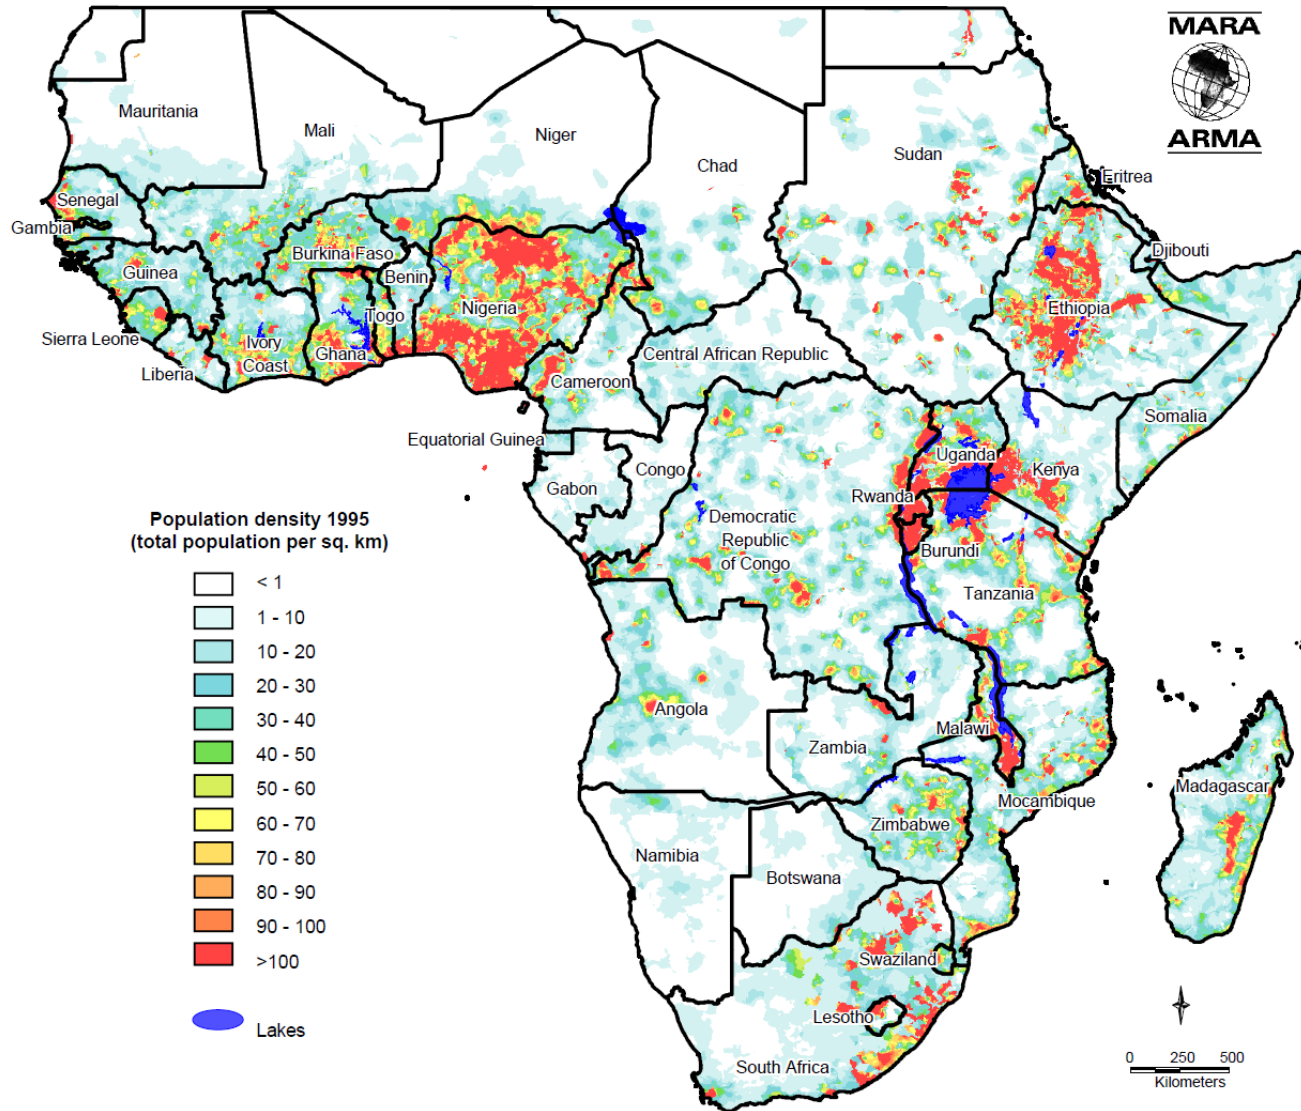 MARA
ARMA
Mauritania
Mali
Niger
Chad
Sudan
Eritrea
Senegal
Gambia
Djibouti
Burkina Faso
Guinea
Benin
Nigeria
Ethiopia
Togo
Sierra Leone
Ivory
Coast
Ghana
Central African Republic
Liberia
Cameroon
Somalia
Equatorial Guinea
Uganda
Congo
Kenya
Gabon
Rwanda
Democratic
Republic
of Congo
Burundi
Tanzania
Angola
Malawi
Zambia
Mocambique
Madagascar
Zimbabwe
Namibia
Botswana
Swaziland
Lesotho
South Africa
Population density 1995
(total population per sq. km)
< 1
1 - 10
10 - 20
20 - 30
30 - 40
40 - 50
50 - 60
60 - 70
70 - 80
80 - 90
90 - 100
>100
Lakes
0 250 500
Kilometers